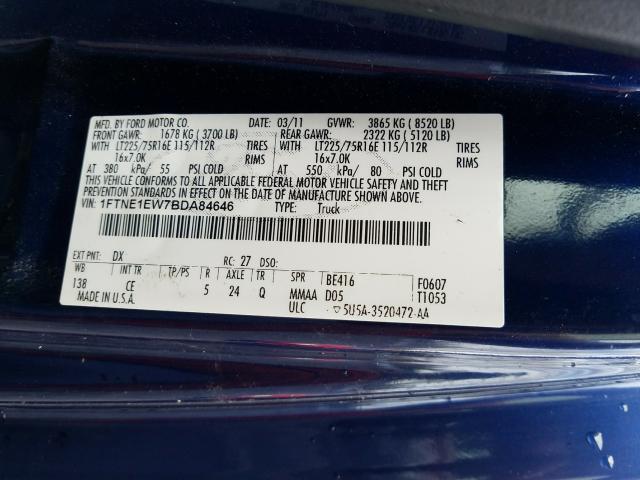 MFD. BY FORD MOTOR CO. 03/11 GVWR: 3865 KG ( 8520 LB)
FRONT GAWR: 1678 KG ( 3700 LB) REAR GAWR: 2322 KG ( 5120 LB)
WITH LT225/75R16E 115/112R TIRES WITH LT225/75R16E 115/112R TIRES
16x7.0K RIMS 16x7.0K RIMS
AT 380 kPa/ 55 PSI COLD AT 550 kPa/ 80 PSI COLD
THIS VEHICLE CONFORMS TO ALL APPLICABLE FEDERAL MOTOR VEHICLE SAFETY AND THEFT
PREVENTION STANDARDS IN EFFECT ON THE DATE OF MANUFACTURE SHOWN ABOVE.
VIN: 1FTNE1EW7BDA84646 TYPE: Truck
EXT PNT: DX RC: 27 DSO:
WB INT TR TP/PS R AXLE TR SPR BE416 F0607
138 CE 5 24 Q MMAA D05 T1053
MADE IN U.S.A. ULC ▽5U5A-3520472-AA